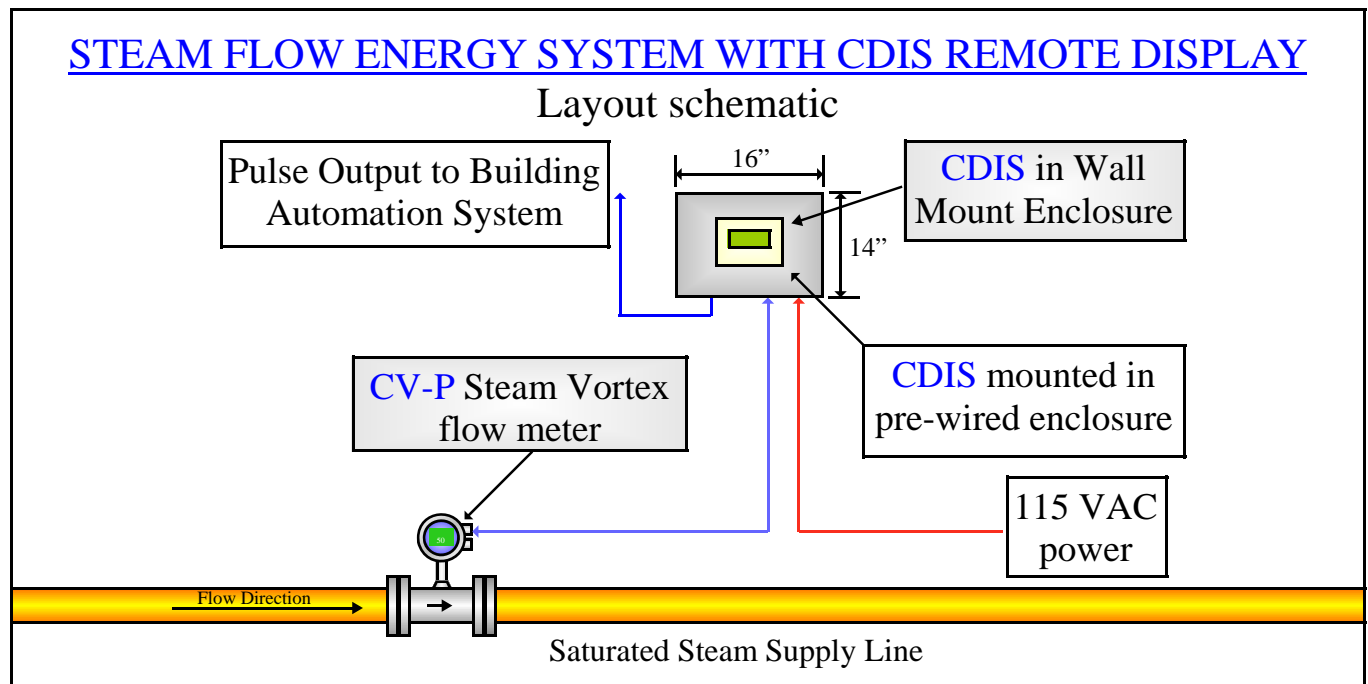 STEAM FLOW ENERGY SYSTEM WITH CDIS REMOTE DISPLAY
Layout schematic
Pulse Output to Building
Automation System
16”
14”
CDIS in Wall
Mount Enclosure
CV-P Steam Vortex
flow meter
CDIS mounted in
pre-wired enclosure
115 VAC
power
50
Flow Direction
Saturated Steam Supply Line